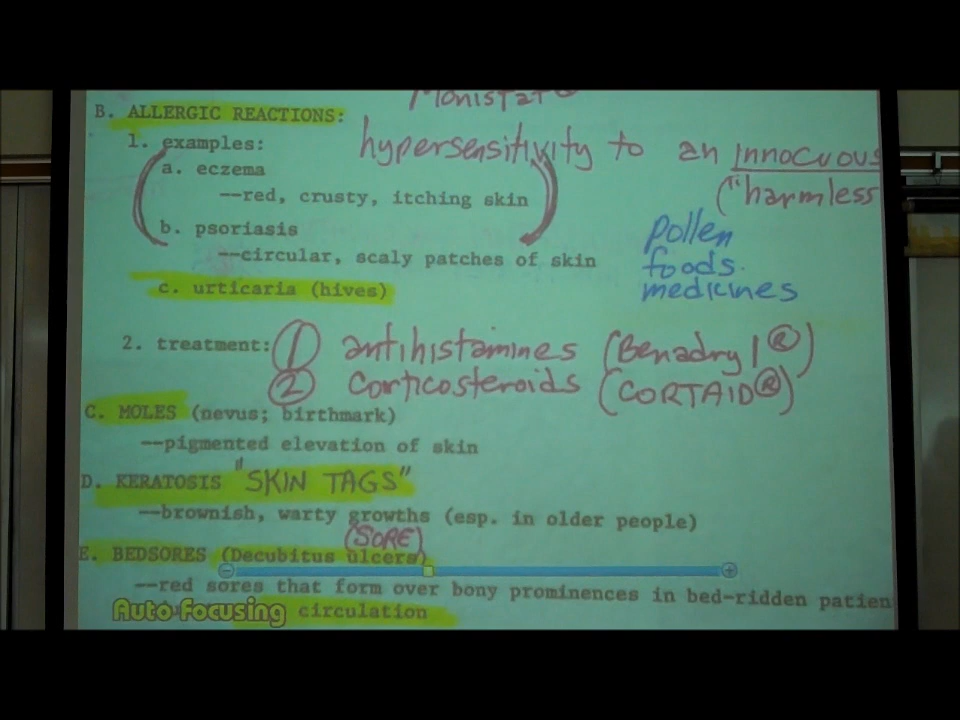 Monistat®
B. ALLERGIC REACTIONS:
hypersensitivity to an innocuous
1. examples:
("harmless
a. eczema
--red, crusty, itching skin
pollen
b. psoriasis
foods.
--circular, scaly patches of skin
medicines
c. urticaria (hives)
2. treatment: 1 antihistamines (Benadryl®)
2 corticosteroids (CORTAID®)
C. MOLES (nevus; birthmark)
--pigmented elevation of skin
D. KERATOSIS "SKIN TAGS"
--brownish, warty growths (esp. in older people)
(SORE)
E. BEDSORES (Decubitus ulcers)
--red sores that form over bony prominences in bed-ridden patien
Auto Focusing circulation